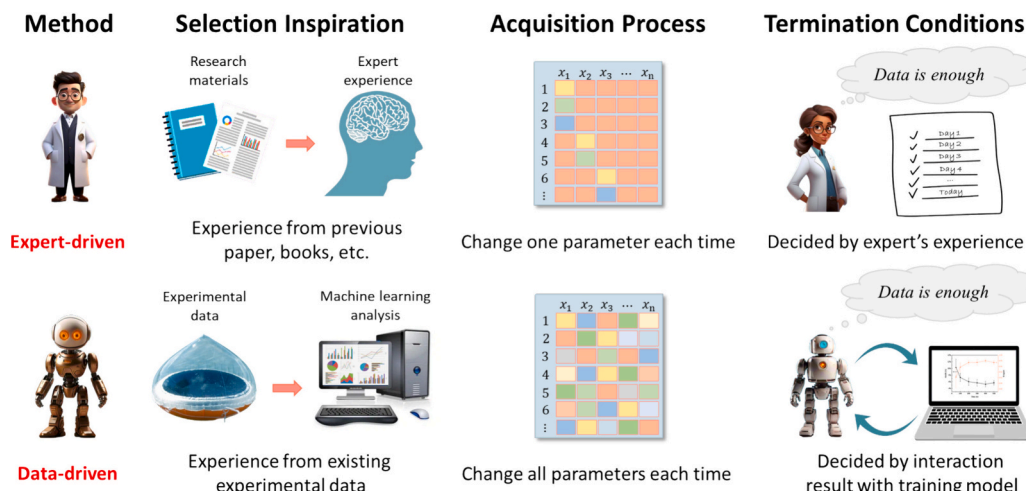 Method
Selection Inspiration
Acquisition Process
Termination Conditions
Research
materials
Expert
experience
x₁ x₂ x₃ ⋯ xₙ
1
2
3
4
5
6
⋮
Data is enough
Day 1
Day 2
Day 3
Day 4
...
Today
Expert-driven
Experience from previous
paper, books, etc.
Change one parameter each time
Decided by expert's experience
Experimental
data
Machine learning
analysis
x₁ x₂ x₃ ⋯ xₙ
1
2
3
4
5
6
⋮
Data is enough
Data-driven
Experience from existing
experimental data
Change all parameters each time
Decided by interaction
result with training model